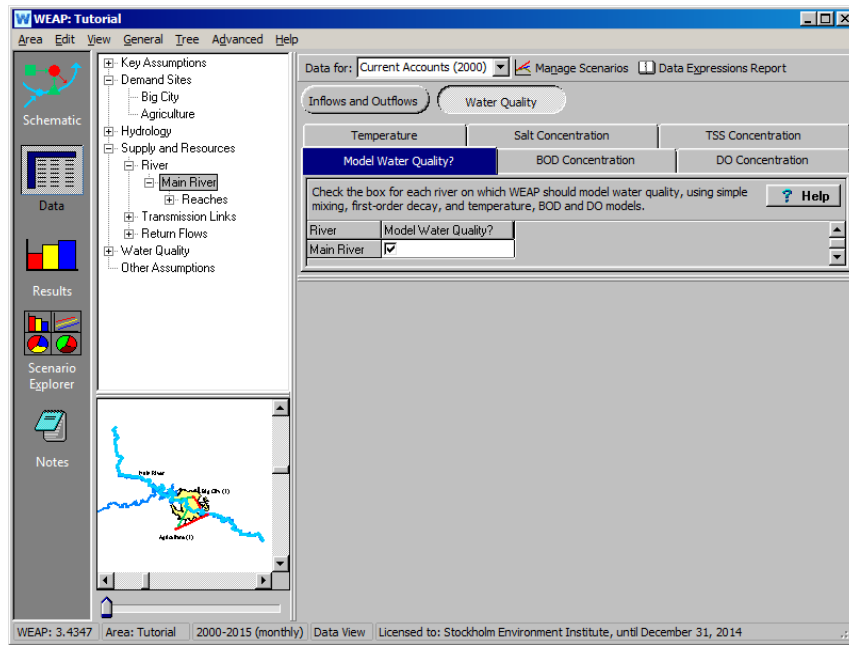 WEAP: Tutorial
Area Edit View General Tree Advanced Help
Schematic
Data
Results
Scenario
Explorer
Notes
Key Assumptions
Demand Sites
Big City
Agriculture
Hydrology
Supply and Resources
River
Main River
Reaches
Transmission Links
Return Flows
Water Quality
Other Assumptions
Main River
Big City (1)
Agriculture (1)
Data for: Current Accounts (2000) Manage Scenarios Data Expressions Report
Inflows and Outflows Water Quality
Temperature Salt Concentration TSS Concentration
Model Water Quality? BOD Concentration DO Concentration
Check the box for each river on which WEAP should model water quality, using simple
mixing, first-order decay, and temperature, BOD and DO models.
? Help
River Model Water Quality?
Main River
WEAP: 3.4347 Area: Tutorial 2000-2015 (monthly) Data View Licensed to: Stockholm Environment Institute, until December 31, 2014